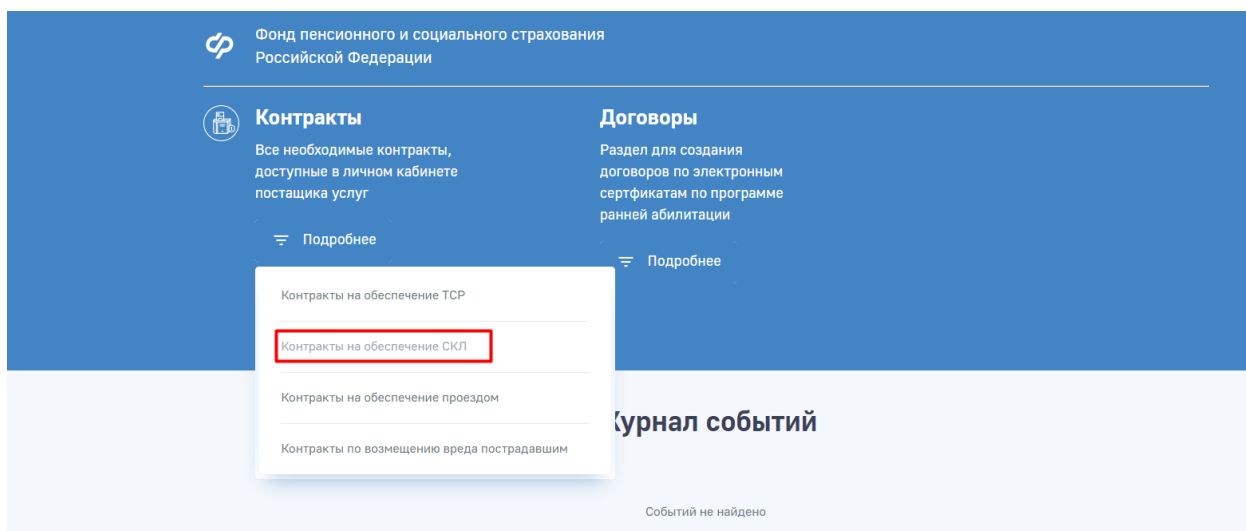 Фонд пенсионного и социального страхования
Российской Федерации
Контракты
Все необходимые контракты,
доступные в личном кабинете
постащика услуг
Подробнее
Договоры
Раздел для создания
договоров по электронным
сертфикатам по программе
ранней абилитации
Подробнее
Контракты на обеспечение ТСР
Контракты на обеспечение СКЛ
Контракты на обеспечение проездом
Контракты по возмещению вреда пострадавшим
Журнал событий
Событий не найдено